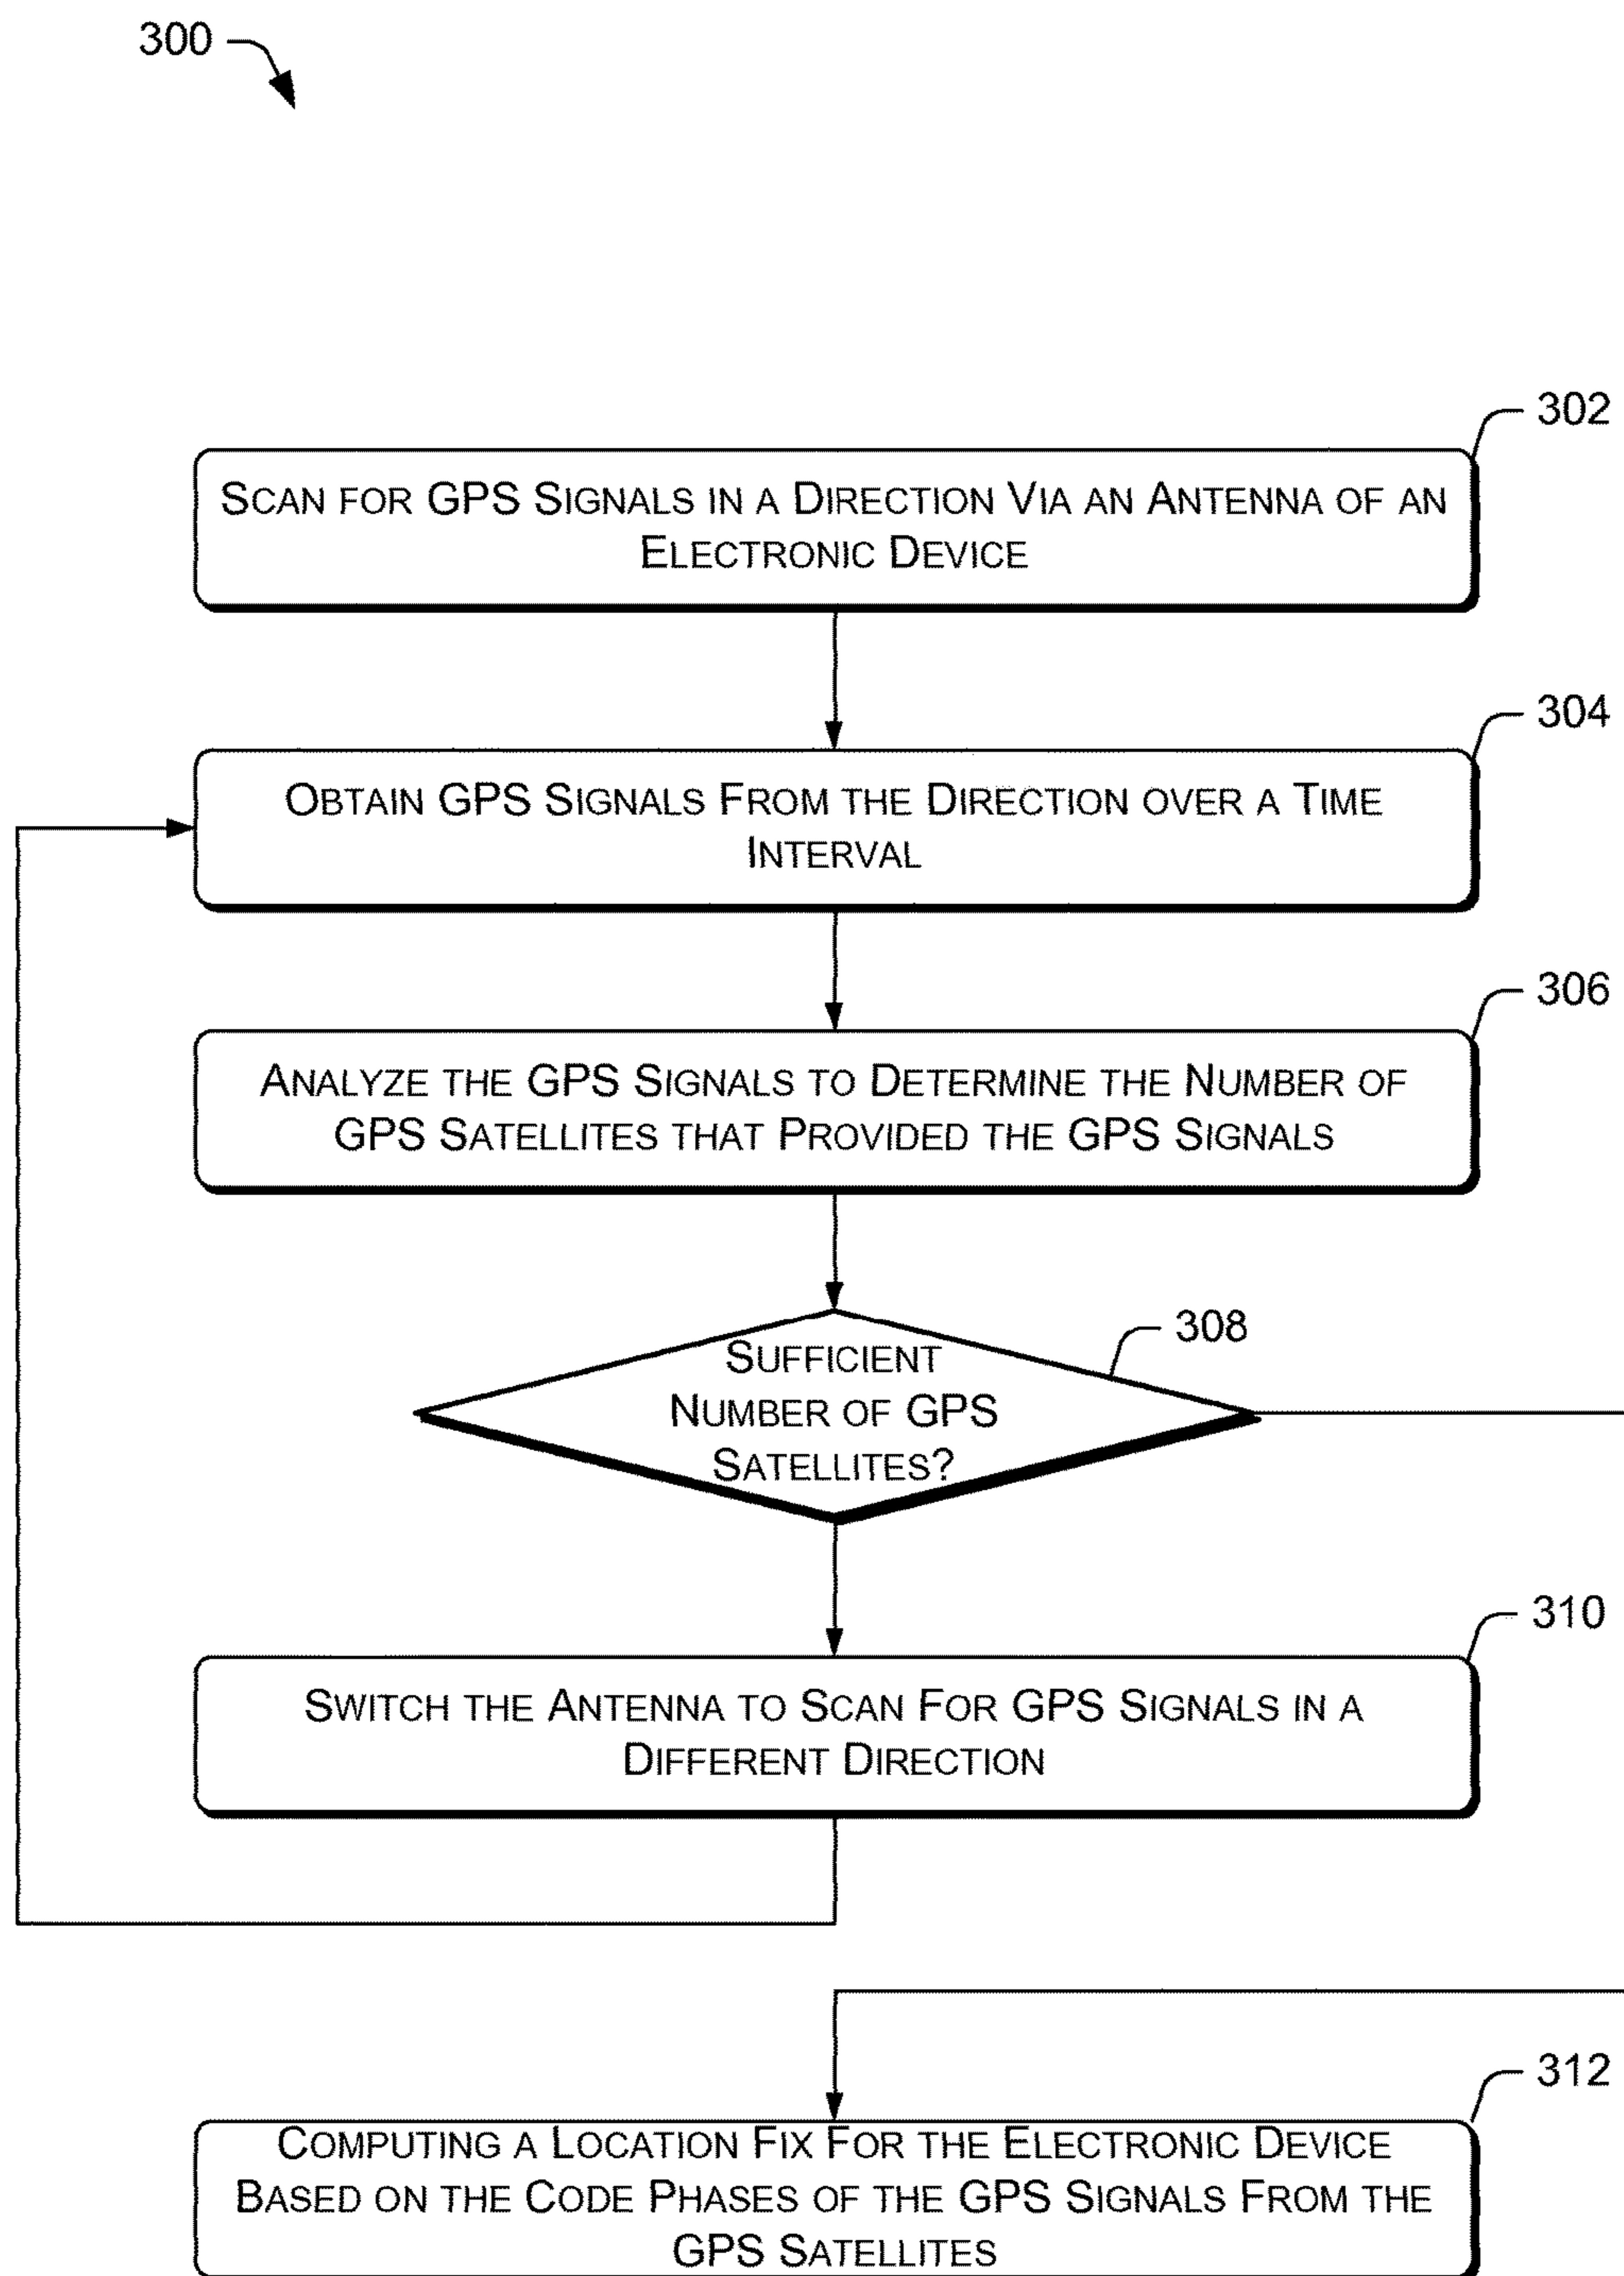 300
302
SCAN FOR GPS SIGNALS IN A DIRECTION VIA AN ANTENNA OF AN
ELECTRONIC DEVICE
304
OBTAIN GPS SIGNALS FROM THE DIRECTION OVER A TIME
INTERVAL
306
ANALYZE THE GPS SIGNALS TO DETERMINE THE NUMBER OF
GPS SATELLITES THAT PROVIDED THE GPS SIGNALS
308
SUFFICIENT
NUMBER OF GPS
SATELLITES?
310
SWITCH THE ANTENNA TO SCAN FOR GPS SIGNALS IN A
DIFFERENT DIRECTION
312
COMPUTING A LOCATION FIX FOR THE ELECTRONIC DEVICE
BASED ON THE CODE PHASES OF THE GPS SIGNALS FROM THE
GPS SATELLITES